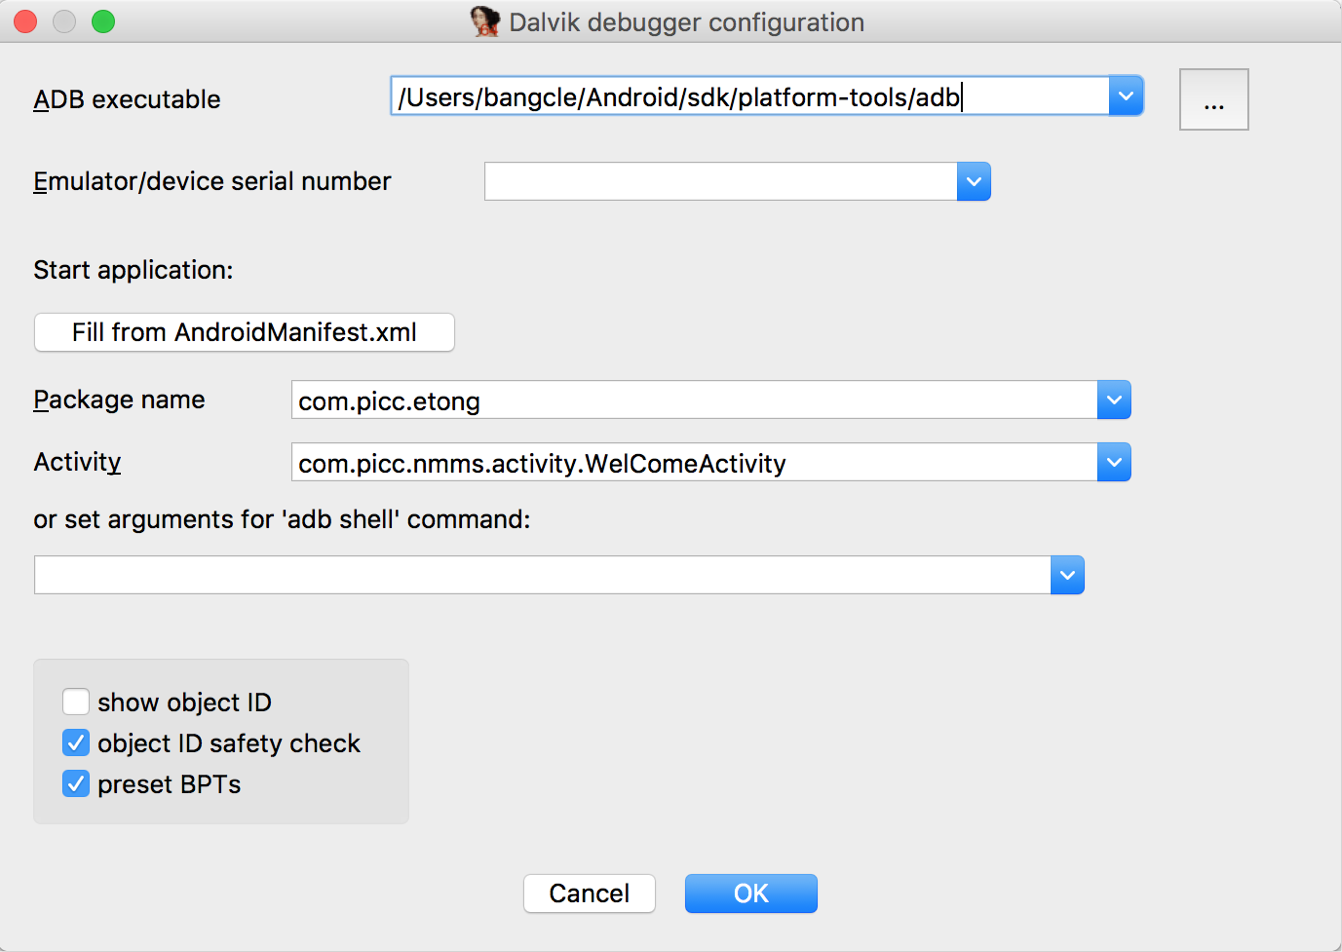 Dalvik debugger configuration
ADB executable /Users/bangcle/Android/sdk/platform-tools/adb ...
Emulator/device serial number
Start application:
Fill from AndroidManifest.xml
Package name com.picc.etong
Activity com.picc.nmms.activity.WelComeActivity
or set arguments for 'adb shell' command:
show object ID
object ID safety check
preset BPTs
Cancel OK